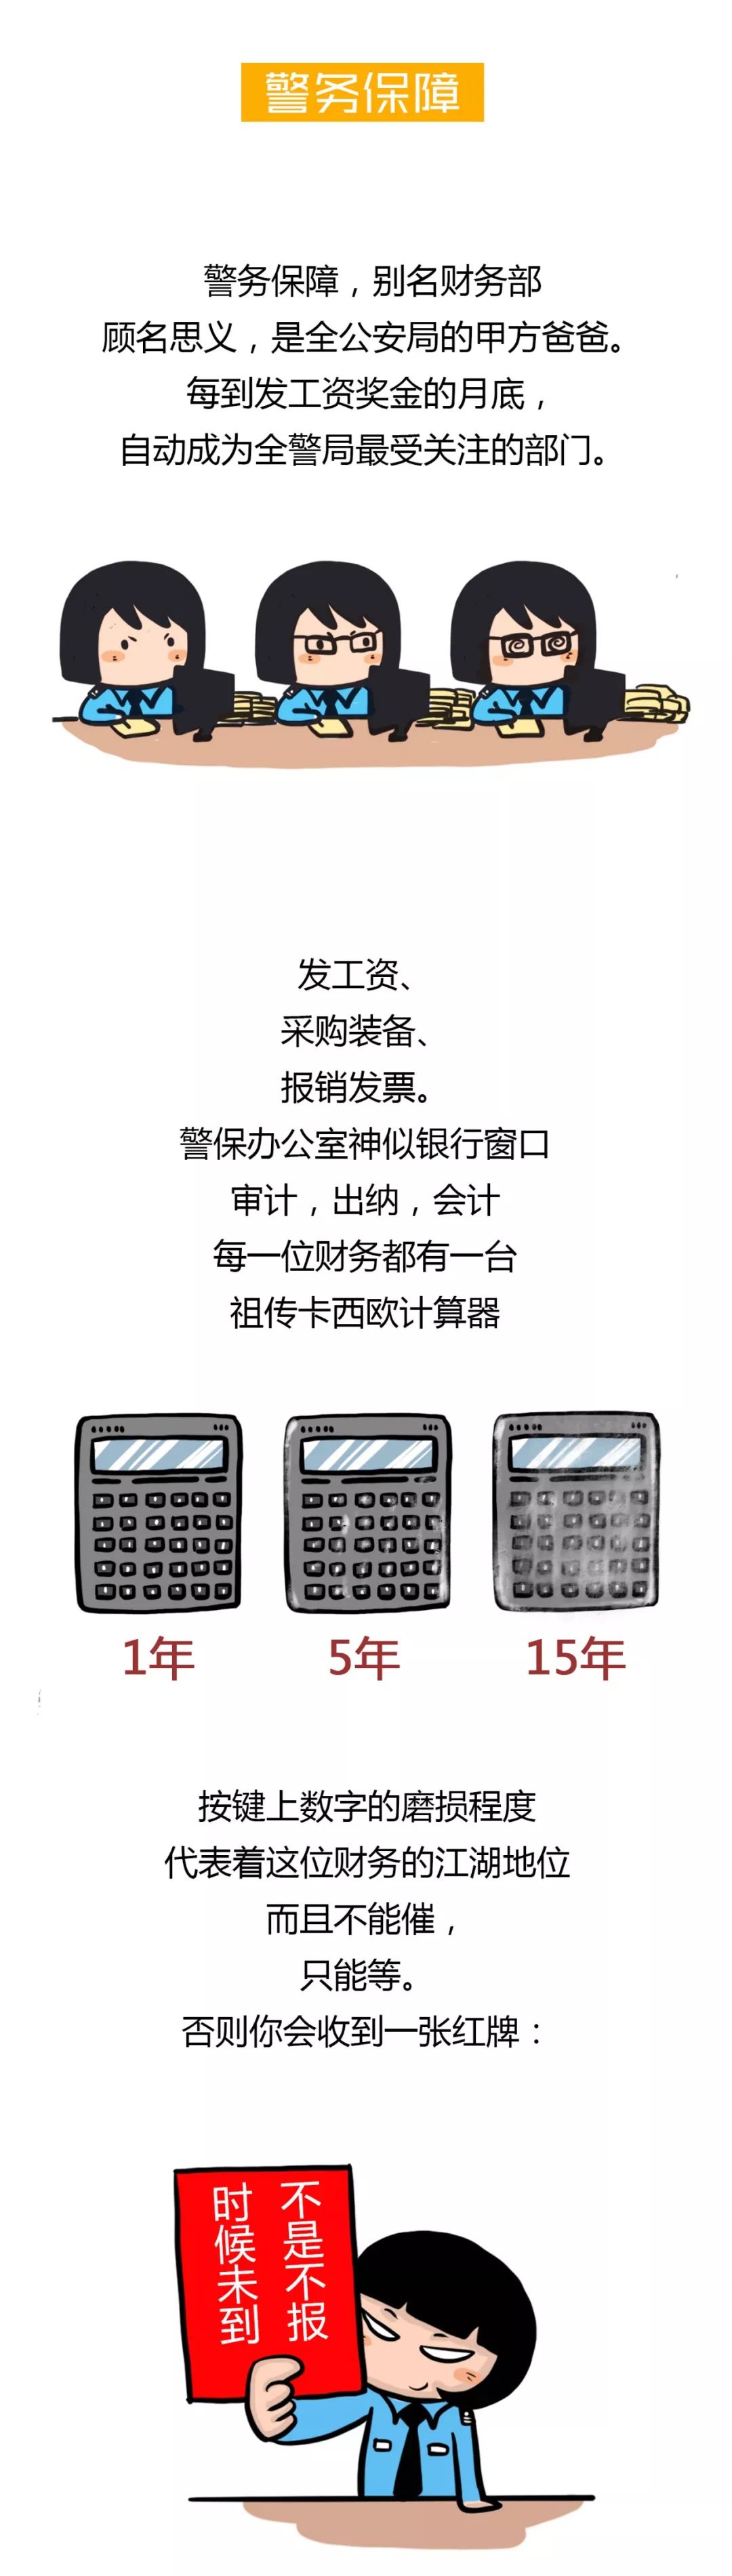 警务保障
警务保障，别名财务部
顾名思义，是全公安局的甲方爸爸。
每到发工资奖金的月底，
自动成为全警局最受关注的部门。
发工资、
采购装备、
报销发票。
警保办公室神似银行窗口
审计，出纳，会计
每一位财务都有一台
祖传卡西欧计算器
1年
5年
15年
按键上数字的磨损程度
代表着这位财务的江湖地位
而且不能催，
只能等。
否则你会收到一张红牌：
不是不报
时候未到